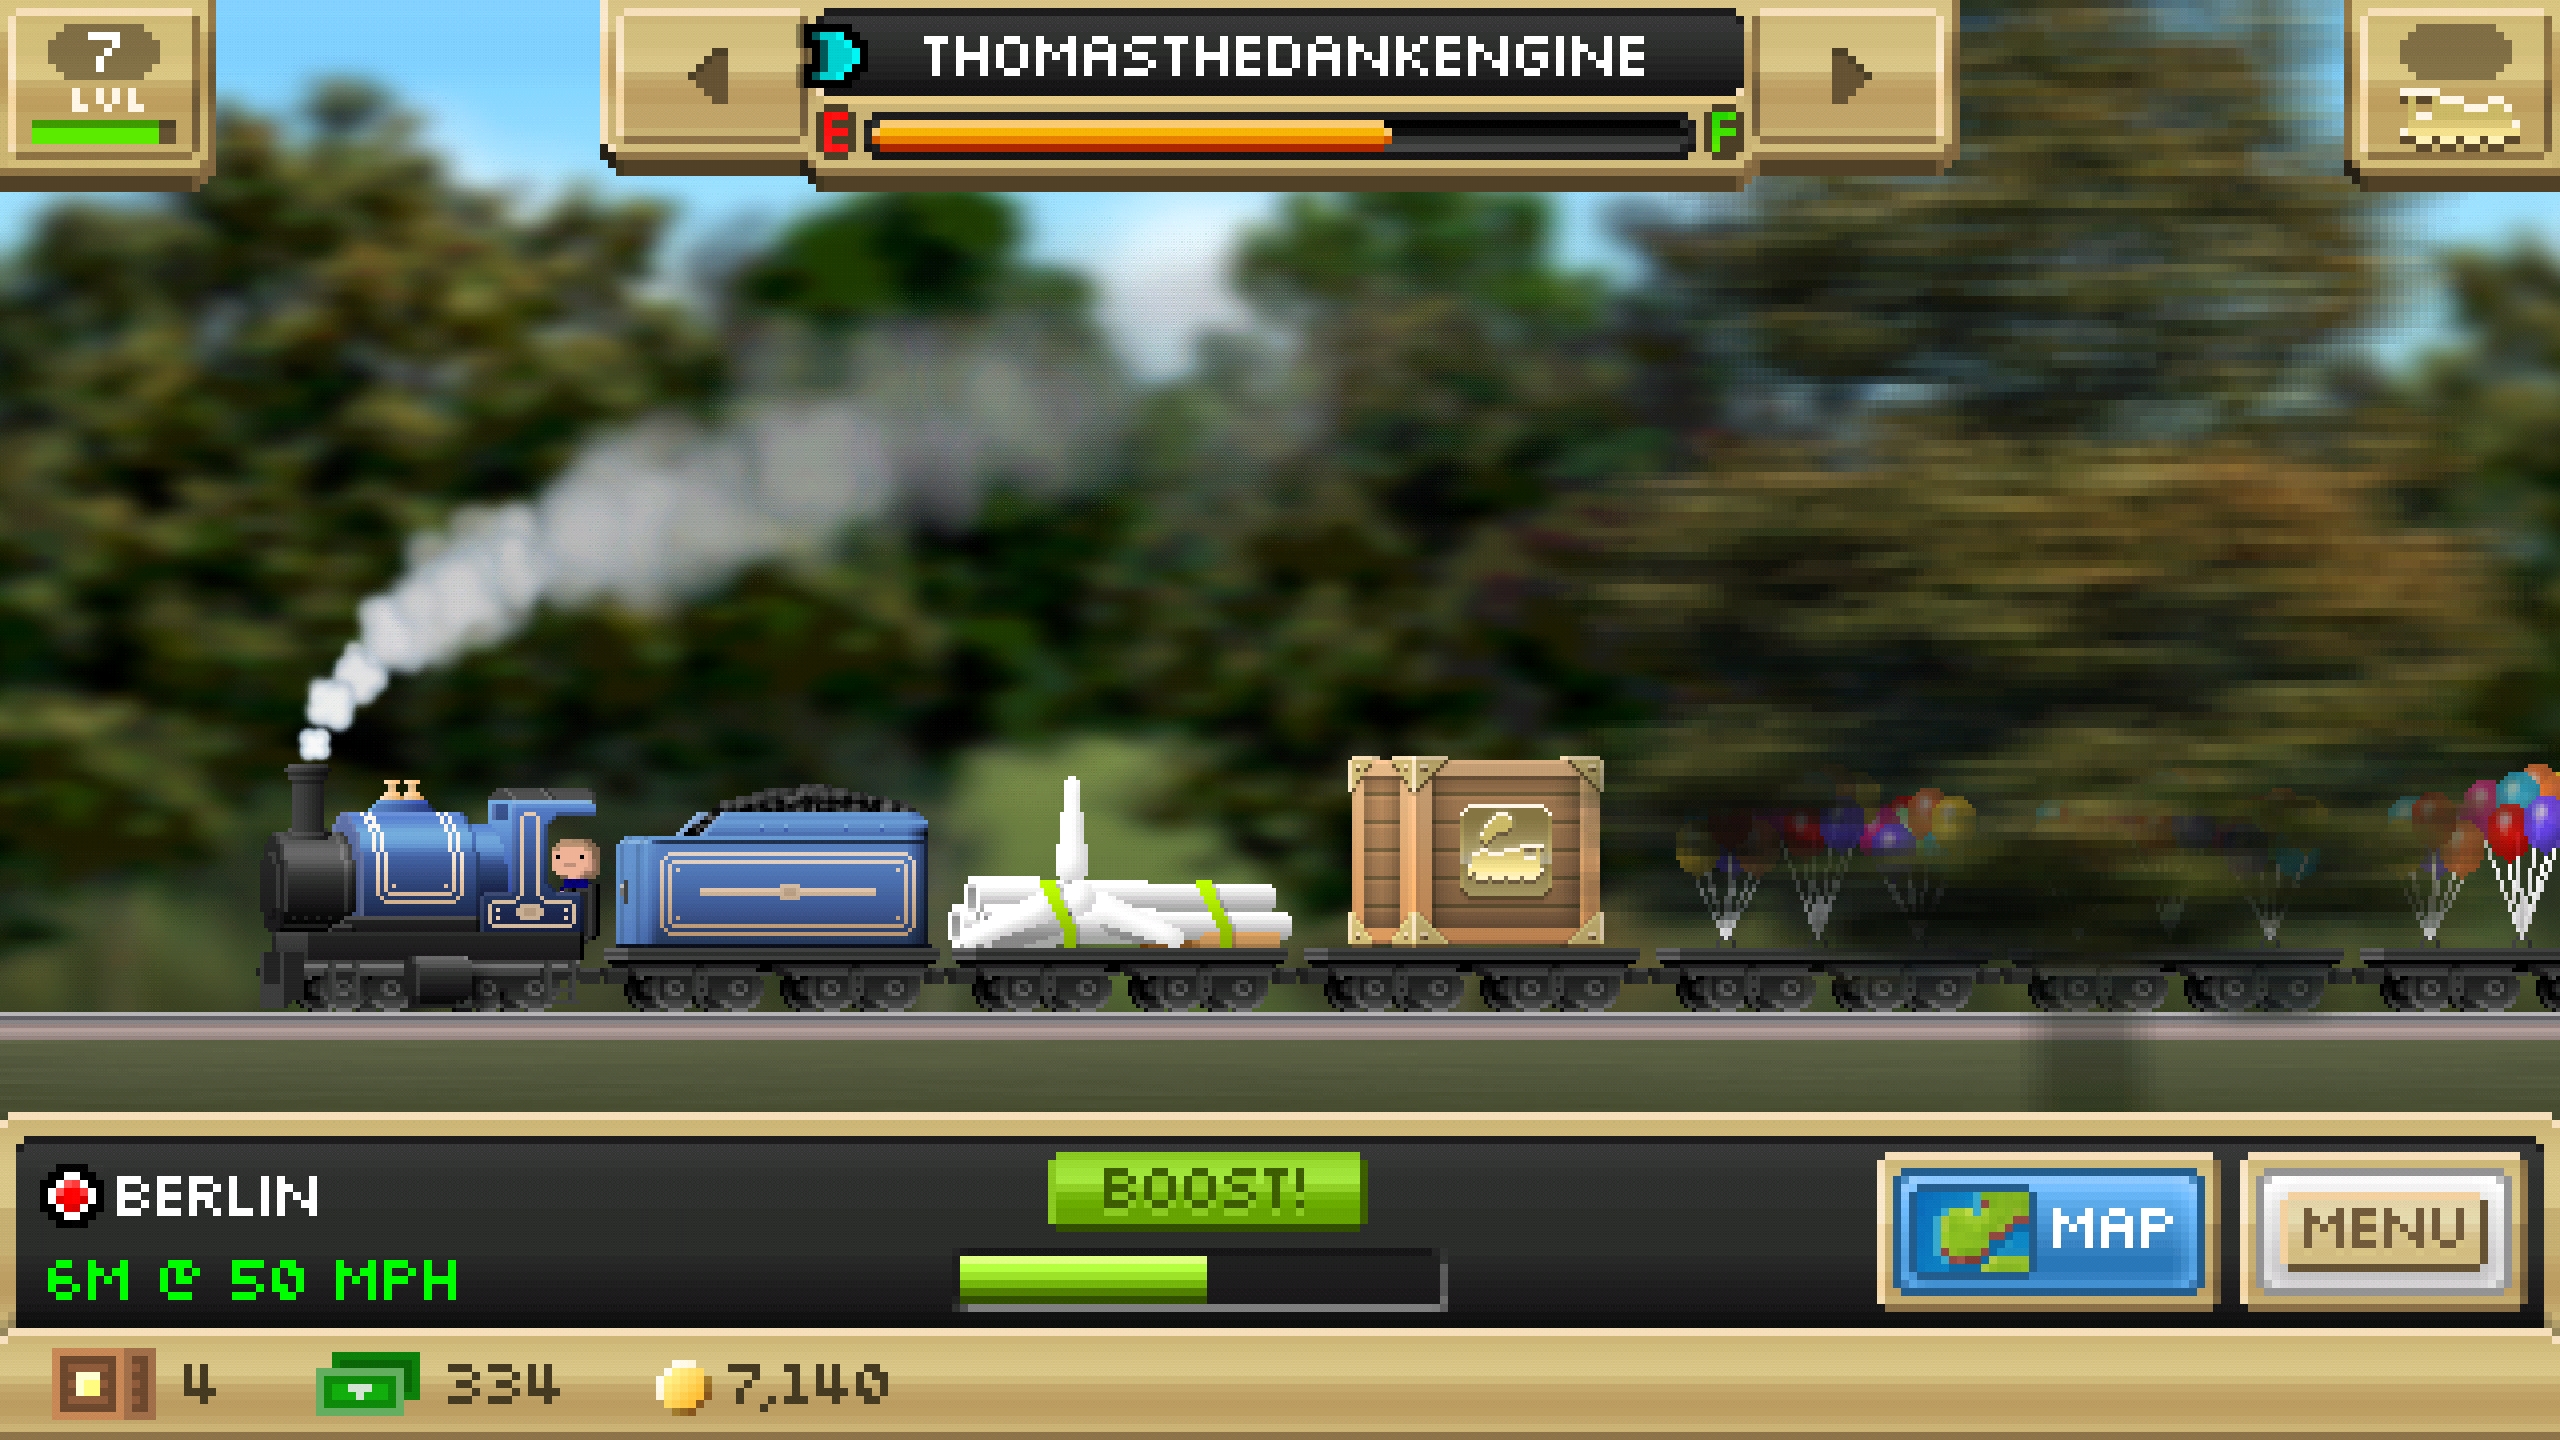 7
LVL
THOMASTHEDANKENGINE
E F
BERLIN
6M @ 50 MPH
BOOST!
MAP
MENU
4 334 7,140